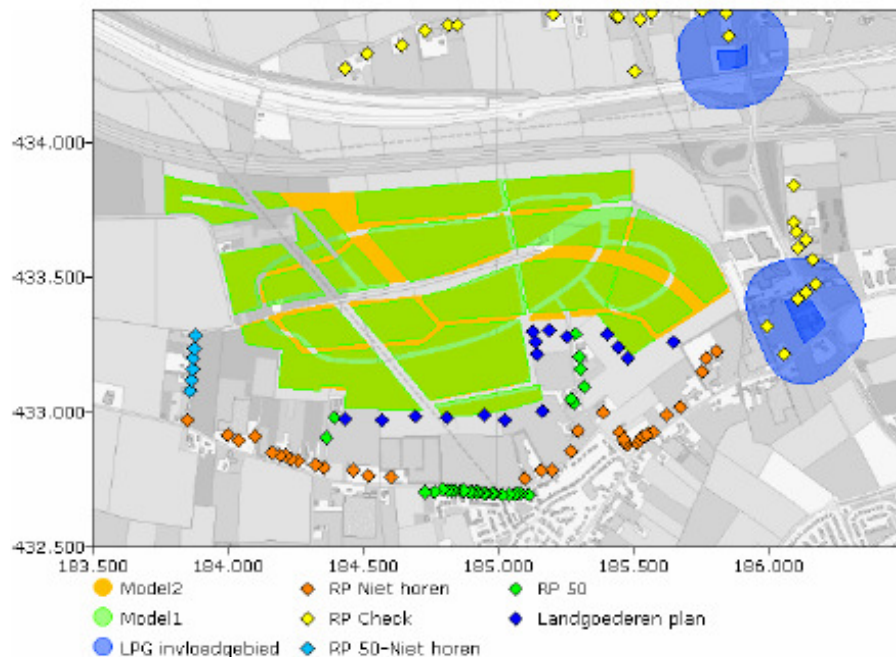 434.000
433.500
433.000
432.500
183.500 184.000 184.500 185.000 185.500 186.000
Model2 RP Niet horen RP 50
Model1 RP Check Landgoederen plan
LPG invloedgebied RP 50-Niet horen